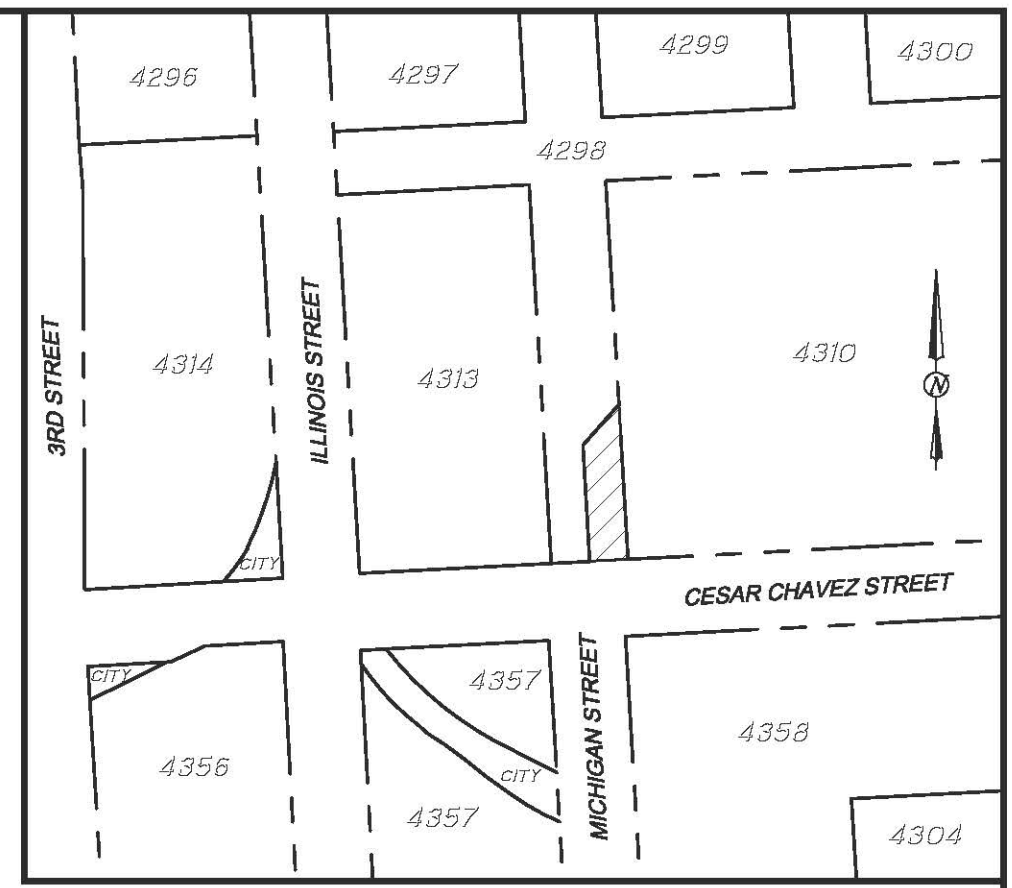 4296
4297
4299
4300
4298
3RD STREET
4314
ILLINOIS STREET
4313
4310
N
CITY
CESAR CHAVEZ STREET
CITY
4356
4357
CITY
4357
MICHIGAN STREET
4358
4304